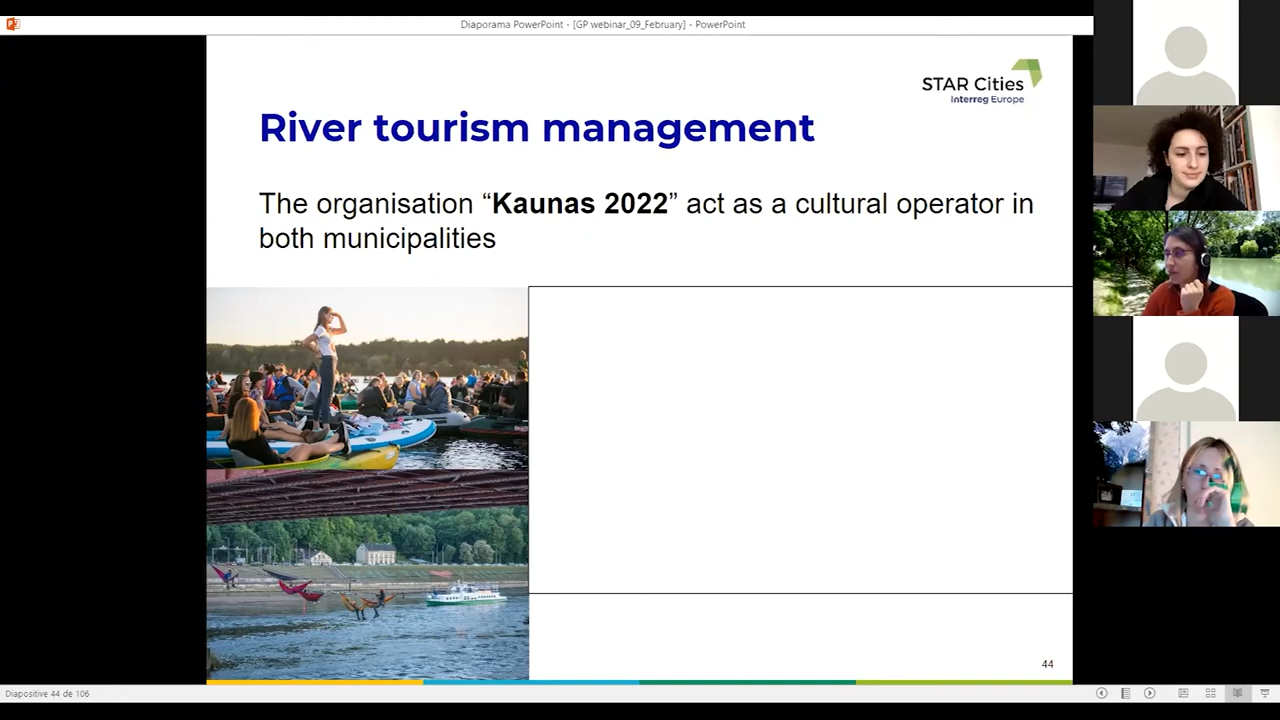 Diaporama PowerPoint - [GP webinar_09_February] - PowerPoint
STAR Cities
Interreg Europe
River tourism management
The organisation “Kaunas 2022” act as a cultural operator in
both municipalities
44
Diapositive 44 de 106